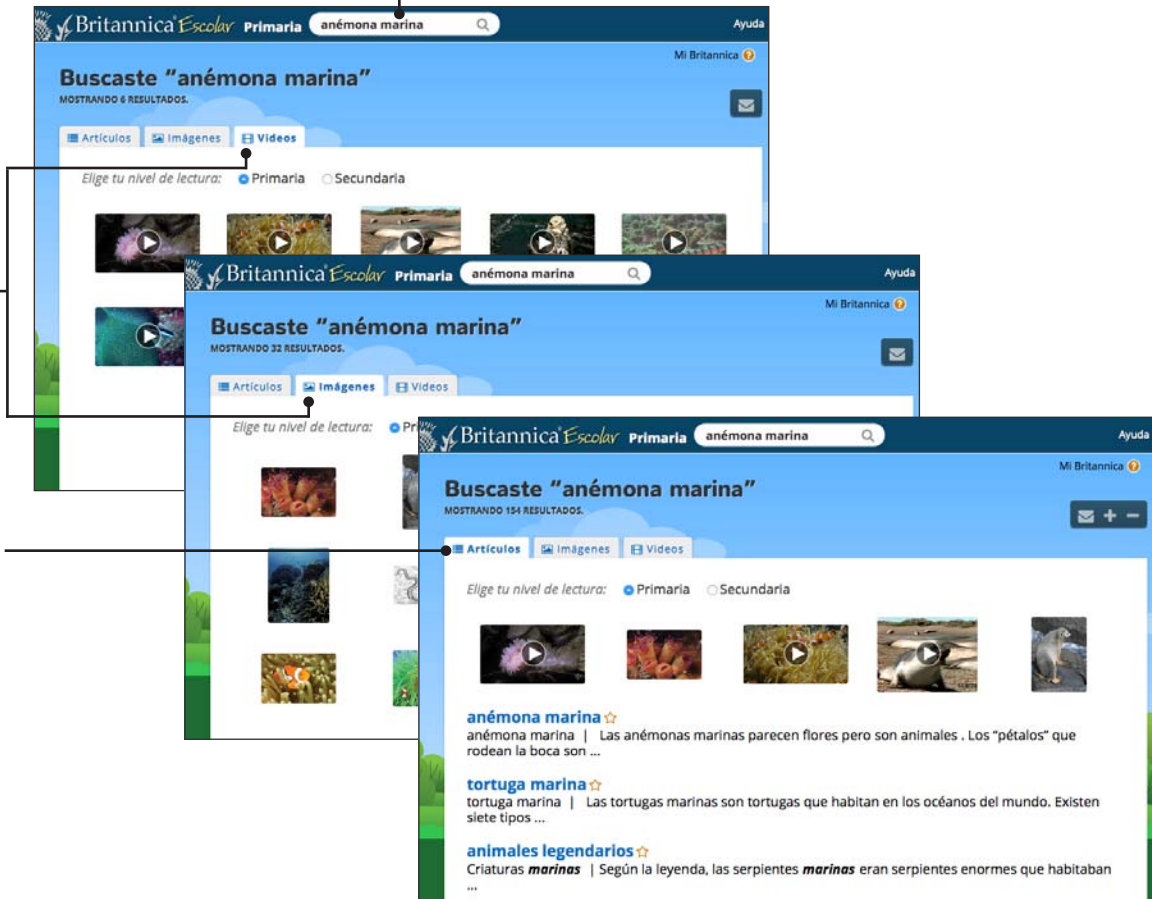 Britannica Escolar Primaria anémona marina Ayuda
Mi Britannica ?
Buscaste "anémona marina"
MOSTRANDO 6 RESULTADOS.
Artículos Imágenes Videos
Elige tu nivel de lectura: Primaria Secundaria
Britannica Escolar Primaria anémona marina Ayuda
Mi Britannica ?
Buscaste "anémona marina"
MOSTRANDO 32 RESULTADOS.
Artículos Imágenes Videos
Elige tu nivel de lectura: Pri
Britannica Escolar Primaria anémona marina Ayuda
Mi Britannica ?
Buscaste "anémona marina"
MOSTRANDO 154 RESULTADOS.
Artículos Imágenes Videos
Elige tu nivel de lectura: Primaria Secundaria
anémona marina
anémona marina | Las anémonas marinas parecen flores pero son animales . Los "pétalos" que
rodean la boca son ...
tortuga marina
tortuga marina | Las tortugas marinas son tortugas que habitan en los océanos del mundo. Existen
siete tipos ...
animales legendarios
Criaturas marinas | Según la leyenda, las serpientes marinas eran serpientes enormes que habitaban
...